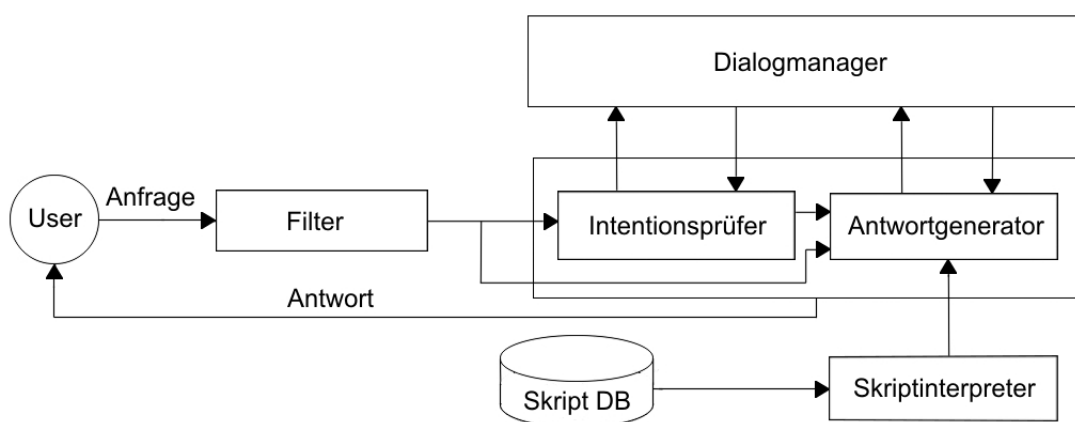 Dialogmanager
Anfrage
User
Filter
Intentionsprüfer
Antwortgenerator
Antwort
Skript DB
Skriptinterpreter